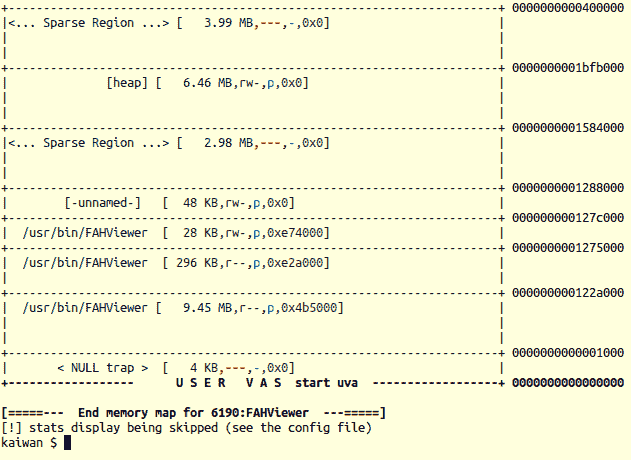 +----------------------------------------------------------------------+ 0000000000400000
|<... Sparse Region ...> [   3.99 MB,---,-,0x0]                         |
|                                                                      |
|                                                                      |
+----------------------------------------------------------------------+ 0000000001bfb000
|              [heap] [   6.46 MB,rw-,p,0x0]                            |
|                                                                      |
|                                                                      |
+----------------------------------------------------------------------+ 0000000001584000
|<... Sparse Region ...> [   2.98 MB,---,-,0x0]                         |
|                                                                      |
|                                                                      |
+----------------------------------------------------------------------+ 0000000001288000
|        [-unnamed-]   [  48 KB,rw-,p,0x0]                              |
+----------------------------------------------------------------------+ 000000000127c000
|  /usr/bin/FAHViewer  [  28 KB,rw-,p,0xe74000]                         |
+----------------------------------------------------------------------+ 0000000001275000
|  /usr/bin/FAHViewer  [ 296 KB,r--,p,0xe2a000]                         |
|                                                                      |
+----------------------------------------------------------------------+ 000000000122a000
|  /usr/bin/FAHViewer [   9.45 MB,r--,p,0x4b5000]                       |
|                                                                      |
|                                                                      |
+----------------------------------------------------------------------+ 0000000000001000
|       < NULL trap >  [   4 KB,---,-,0x0]                              |
+------------------      U S E R   V A S  start uva  ------------------+ 0000000000000000
[=====---  End memory map for 6190:FAHViewer  ---=====]
[!] stats display being skipped (see the config file)
kaiwan $